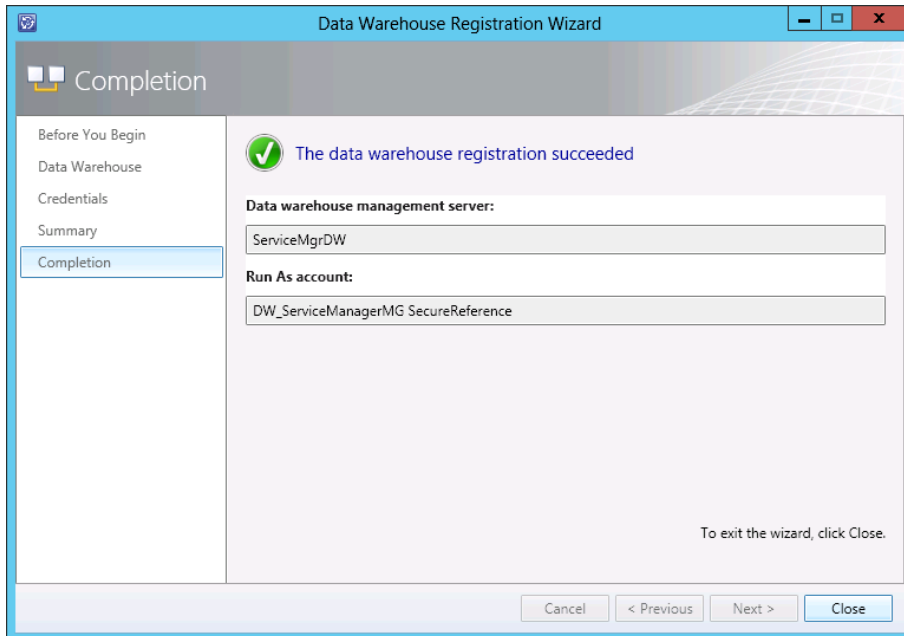 Data Warehouse Registration Wizard
Completion
Before You Begin
Data Warehouse
Credentials
Summary
Completion
The data warehouse registration succeeded
Data warehouse management server:
ServiceMgrDW
Run As account:
DW_ServiceManagerMG SecureReference
To exit the wizard, click Close.
Cancel
< Previous
Next >
Close